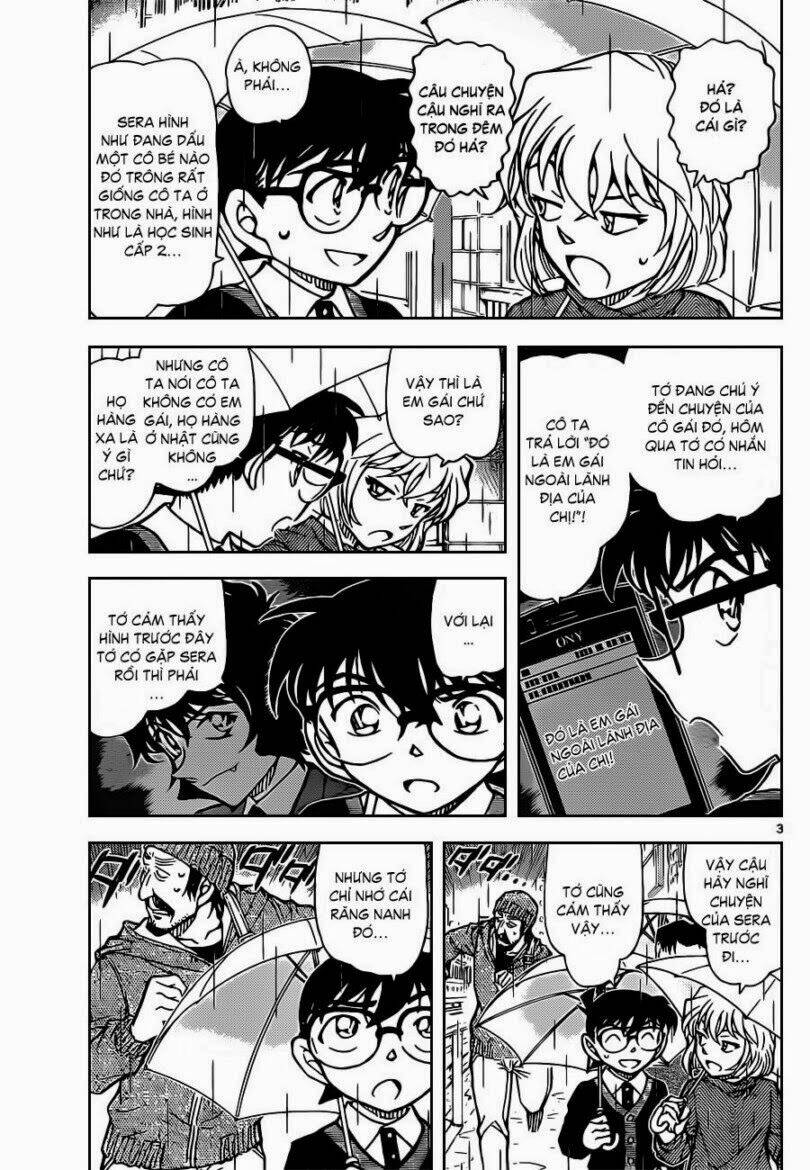 HẢ?
ĐÓ LÀ
CÁI GÌ?
CÂU CHUYỆN
CẬU NGHĨ RA
TRONG ĐÊM
ĐÓ HẢ?
À, KHÔNG
PHẢI...
SERA HÌNH
NHƯ ĐANG DẤU
MỘT CÔ BÉ NÀO
ĐÓ TRÔNG RẤT
GIỐNG CÔ TA Ở
TRONG NHÀ, HÌNH
NHƯ LÀ HỌC SINH
CẤP 2...
TỚ ĐANG CHÚ Ý
ĐẾN CHUYỆN CỦA
CÔ GÁI ĐÓ, HÔM
QUA TỚ CÓ NHẮN
TIN HỎI...
CÔ TA
TRẢ LỜI "ĐÓ
LÀ EM GÁI
NGOÀI LÃNH
ĐỊA CỦA
CHỊ!"!
ONY
ĐÓ LÀ EM GÁI
NGOÀI LÃNH ĐỊA
CỦA CHỊ!
VẬY THÌ LÀ
EM GÁI CHỨ
SAO?
NHƯNG CÔ
TA NÓI CÔ TA
KHÔNG CÓ EM
GÁI, HỌ HÀNG
Ở NHẬT CŨNG
KHÔNG
...
HỌ
HÀNG
XA LÀ
Ý GÌ
CHỨ?
VỚI LẠI
...
TỚ CẢM THẤY
HÌNH TRƯỚC ĐÂY
TỚ CÓ GẶP SERA
RỒI THÌ PHẢI
...
3
VẬY CẬU
HÃY NGHĨ
CHUYỆN
CỦA SERA
TRƯỚC
ĐI...
TỚ CŨNG
CẢM THẤY
VẬY...
NHƯNG TỚ
CHỈ NHỚ CÁI
RĂNG NANH
ĐÓ...